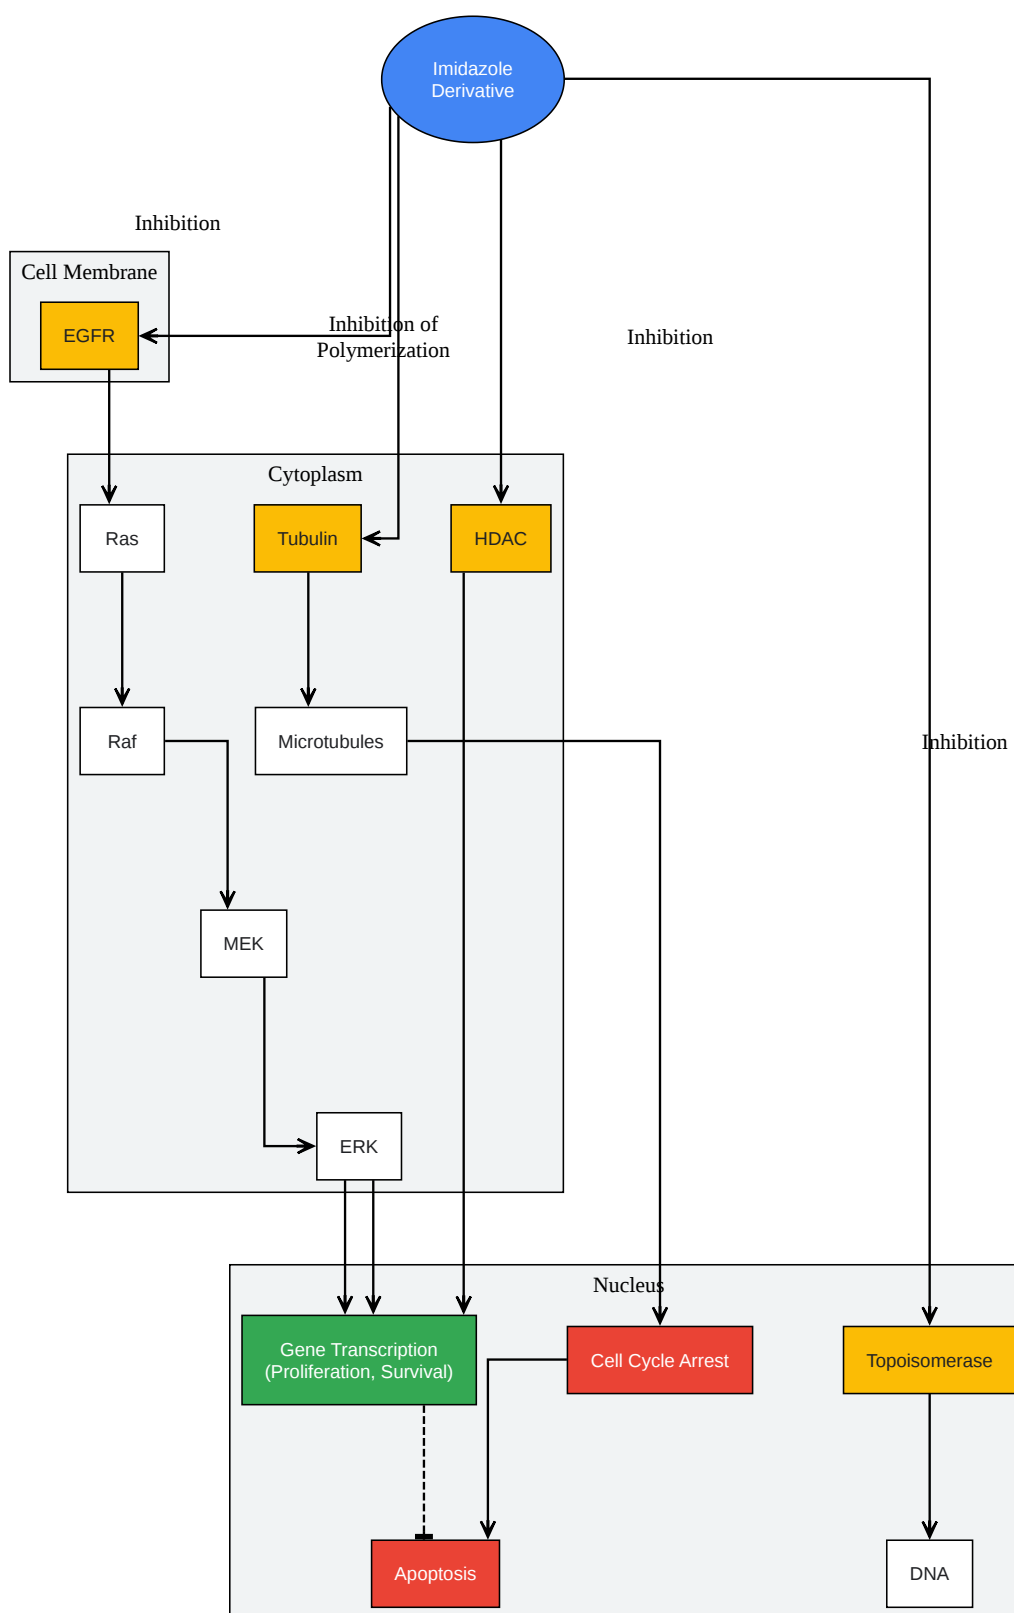 Imidazole
Derivative
Inhibition
Cell Membrane
EGFR
Inhibition of
Polymerization
Inhibition
Cytoplasm
Ras
Tubulin
HDAC
Raf
Microtubules
Inhibition
MEK
ERK
Nucleus
Gene Transcription
(Proliferation, Survival)
Cell Cycle Arrest
Topoisomerase
Apoptosis
DNA